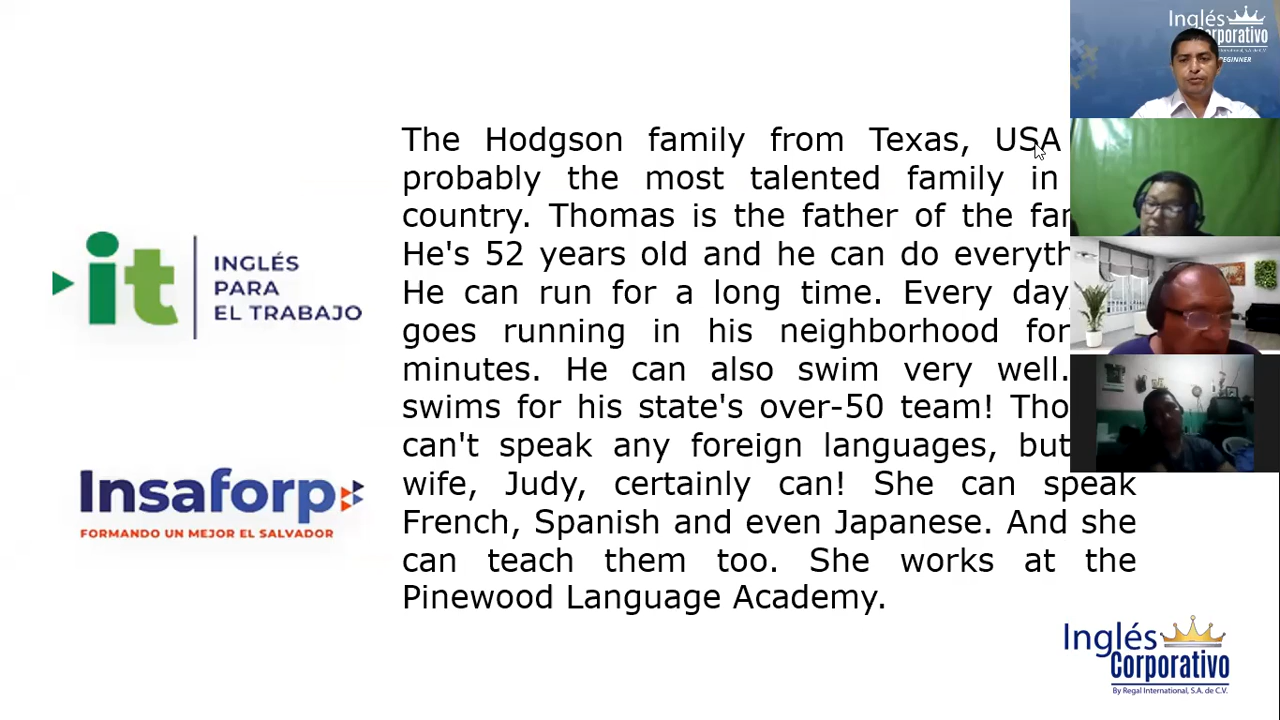 The Hodgson family from Texas, USA
probably the most talented family in
country. Thomas is the father of the
He's 52 years old and he can do
He can run for a long time. Every day
goes running in his neighborhood for
minutes. He can also swim very well.
swims for his state's over-50 team!
can't speak any foreign languages, but
wife, Judy, certainly can! She can speak
French, Spanish and even Japanese. And she
can teach them too. She works at the
Pinewood Language Academy.
it
INGLÉS
PARA
EL TRABAJO
Insaforp
FORMANDO UN MEJOR EL SALVADOR
Inglés
Corporativo
By Regal International, S.A. de C.V.
Inglés
Corporativo